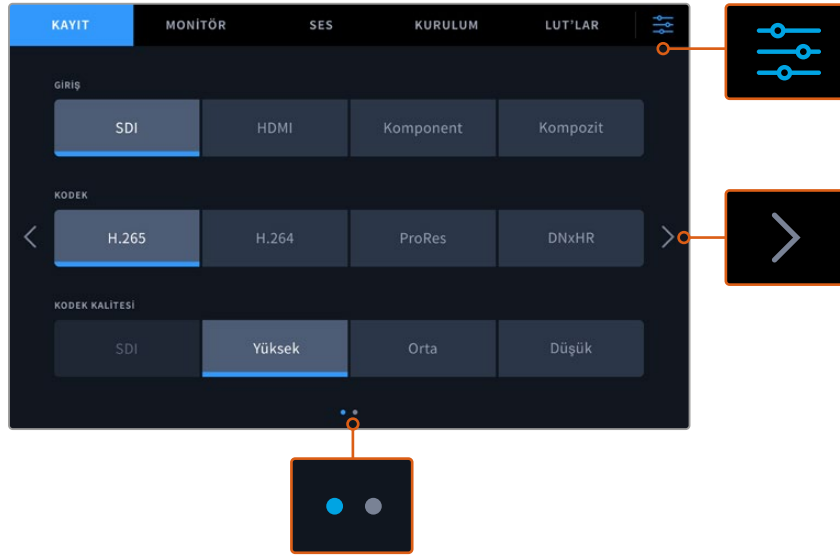 KAYIT MONİTÖR SES KURULUM LUT'LAR
GİRİŞ
SDI HDMI Komponent Kompozit
KODEK
H.265 H.264 ProRes DNxHR
KODEK KALİTESİ
SDI Yüksek Orta Düşük